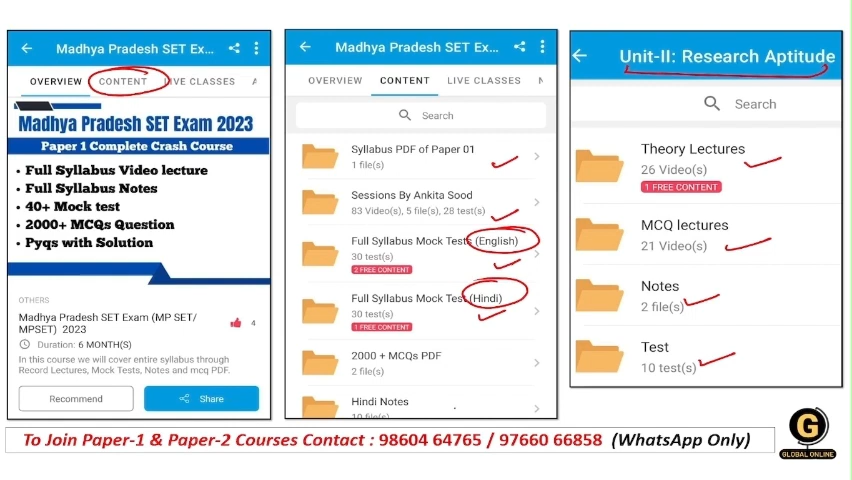 Madhya Pradesh SET Ex...
OVERVIEW CONTENT LIVE CLASSES A
Madhya Pradesh SET Exam 2023
Paper 1 Complete Crash Course
• Full Syllabus Video lecture
• Full Syllabus Notes
• 40+ Mock test
• 2000+ MCQs Question
• Pyqs with Solution
OTHERS
Madhya Pradesh SET Exam (MP SET/
MPSET) 2023
4
Duration: 6 MONTH(S)
In this course we will cover entire syllabus through
Record Lectures, Mock Tests, Notes and mcq PDF.
Recommend Share
Madhya Pradesh SET Ex...
OVERVIEW CONTENT LIVE CLASSES N
Search
Syllabus PDF of Paper 01
1 file(s)
Sessions By Ankita Sood
83 Video(s), 5 file(s), 28 test(s)
Full Syllabus Mock Tests (English)
30 test(s)
2 FREE CONTENT
Full Syllabus Mock Test (Hindi)
30 test(s)
1 FREE CONTENT
2000 + MCQs PDF
2 file(s)
Hindi Notes
10 file(s)
Unit-II: Research Aptitude
Search
Theory Lectures
26 Video(s)
1 FREE CONTENT
MCQ lectures
21 Video(s)
Notes
2 file(s)
Test
10 test(s)
To Join Paper-1 & Paper-2 Courses Contact : 98604 64765 / 97660 66858 (WhatsApp Only)
G
GLOBAL ONLINE